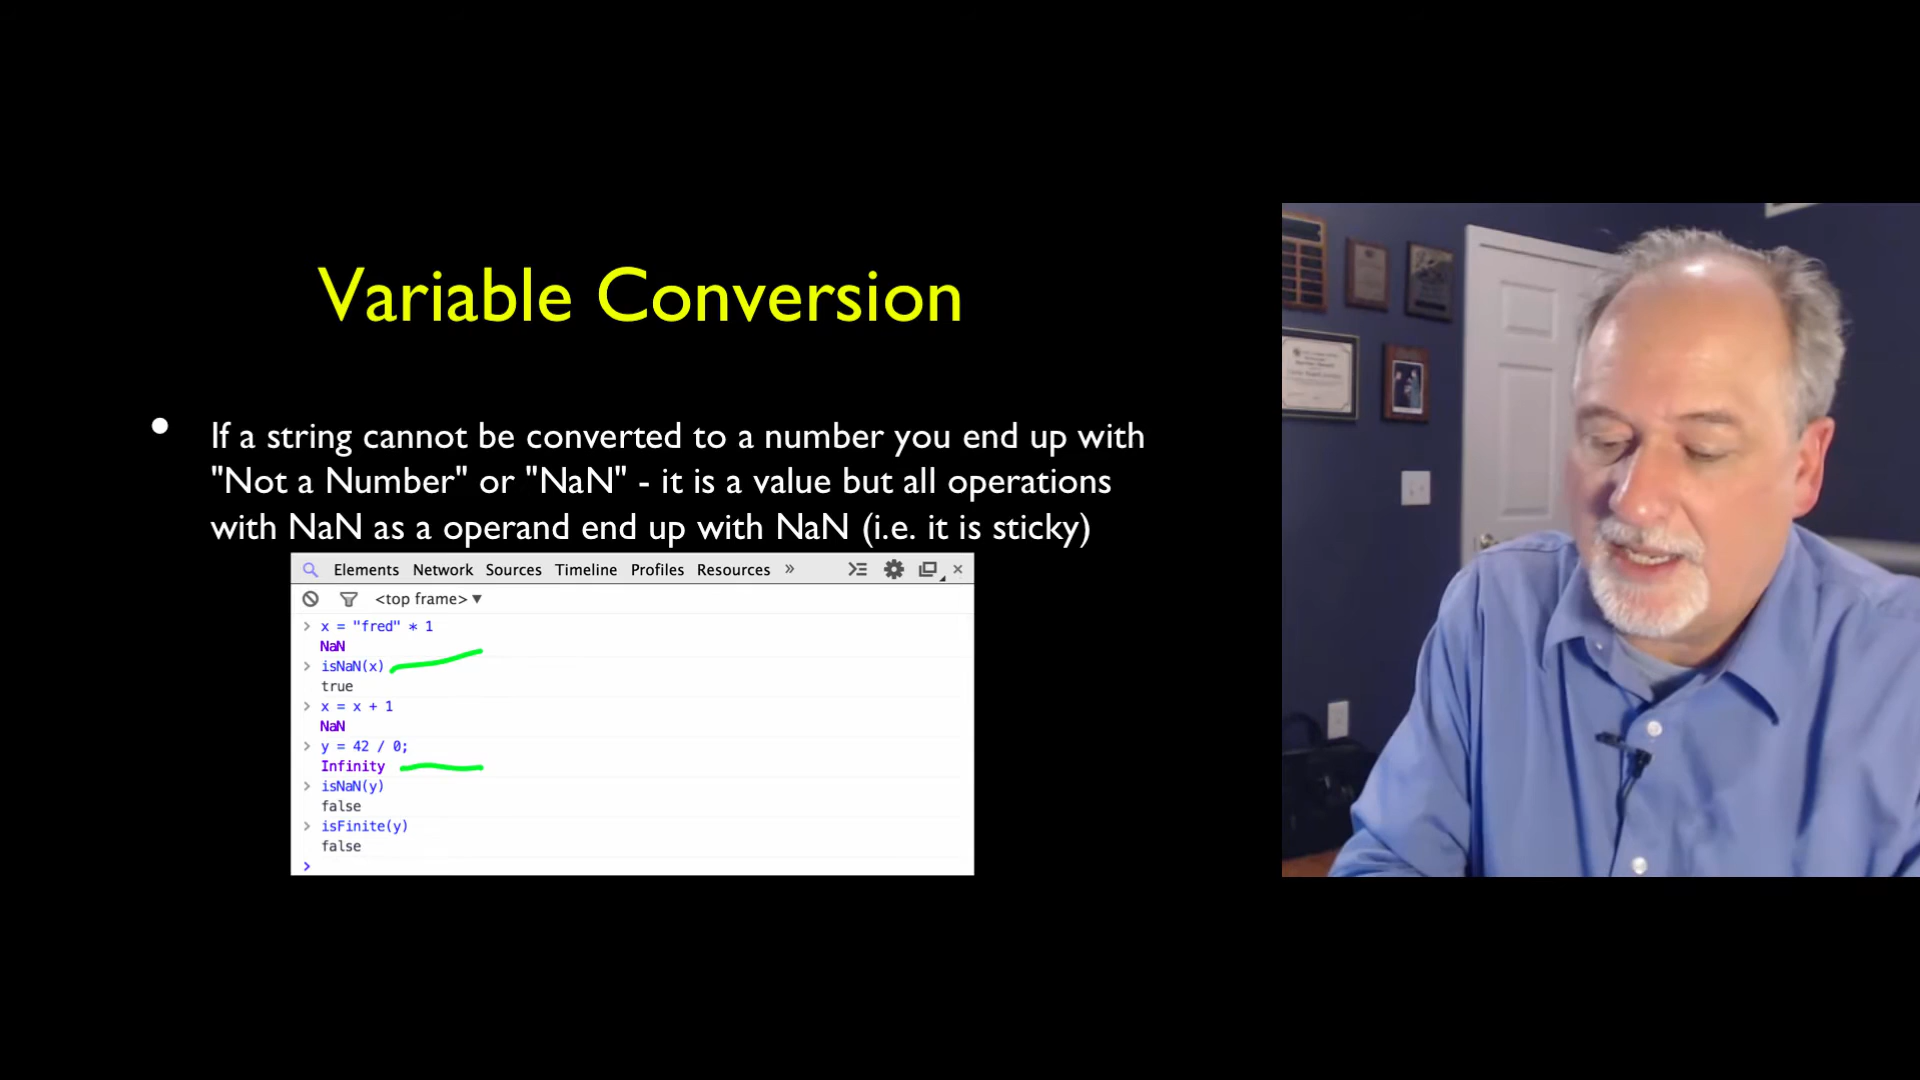 Variable Conversion
• If a string cannot be converted to a number you end up with
"Not a Number" or "NaN" - it is a value but all operations
with NaN as a operand end up with NaN (i.e. it is sticky)
Elements Network Sources Timeline Profiles Resources »
<top frame> ▼
> x = "fred" * 1
NaN
> isNaN(x)
true
> x = x + 1
NaN
> y = 42 / 0;
Infinity
> isNaN(y)
false
> isFinite(y)
false
>